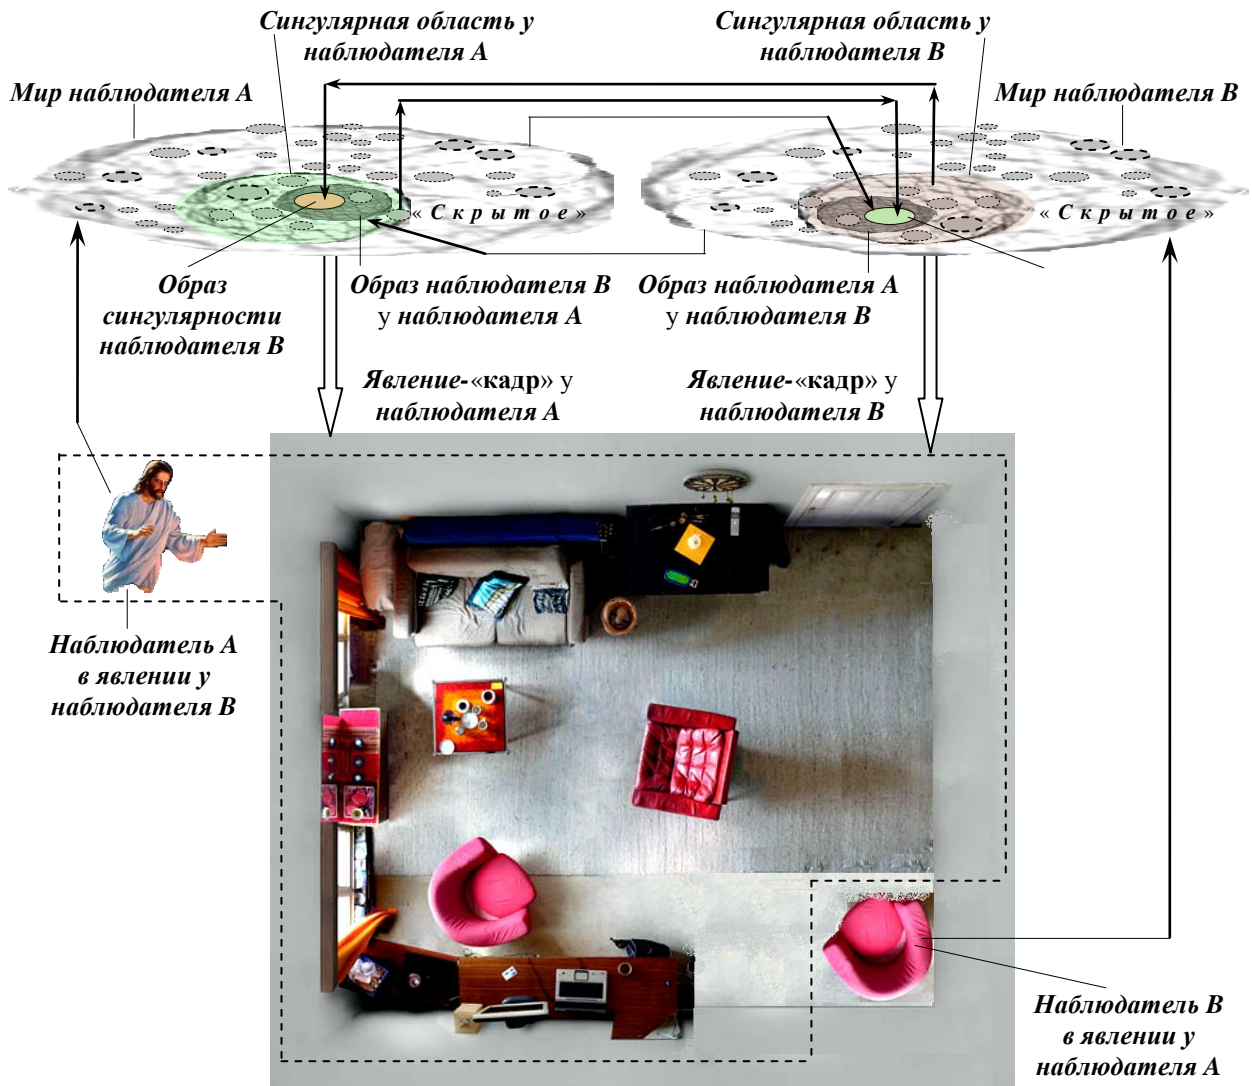 Сингулярная область у
наблюдателя А
Сингулярная область у
наблюдателя В
Мир наблюдателя А
Мир наблюдателя В
« С к р ы т о е »
« С к р ы т о е »
Образ
сингулярности
наблюдателя В
Образ наблюдателя В
у наблюдателя А
Образ наблюдателя А
у наблюдателя В
Явление-«кадр» у
наблюдателя А
Явление-«кадр» у
наблюдателя В
Наблюдатель А
в явлении у
наблюдателя В
Наблюдатель В
в явлении у
наблюдателя А